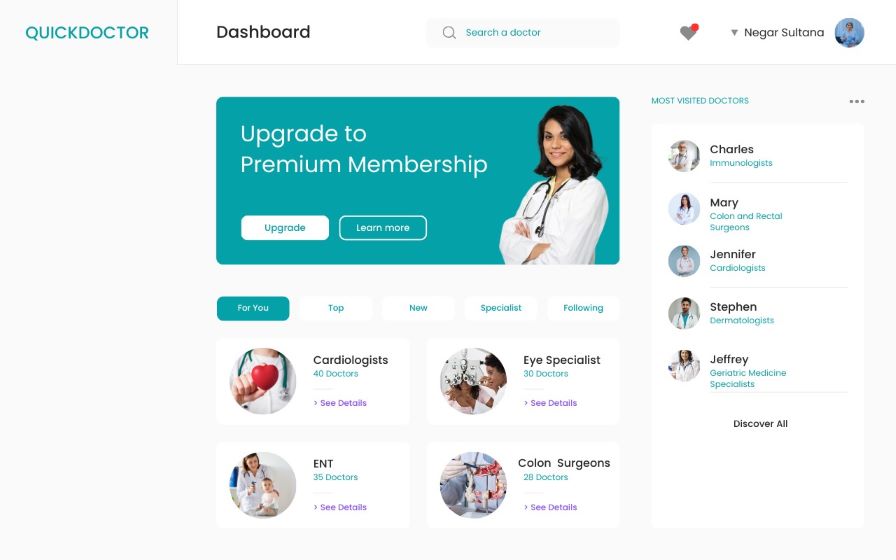 QUICKDOCTOR
Dashboard
Search a doctor
Negar Sultana
Upgrade to
Premium Membership
Upgrade
Learn more
For You
Top
New
Specialist
Following
Cardiologists
40 Doctors
> See Details
Eye Specialist
30 Doctors
> See Details
ENT
35 Doctors
> See Details
Colon Surgeons
28 Doctors
> See Details
MOST VISITED DOCTORS
Charles
Immunologists
Mary
Colon and Rectal
Surgeons
Jennifer
Cardiologists
Stephen
Dermatologists
Jeffrey
Geriatric Medicine
Specialists
Discover All